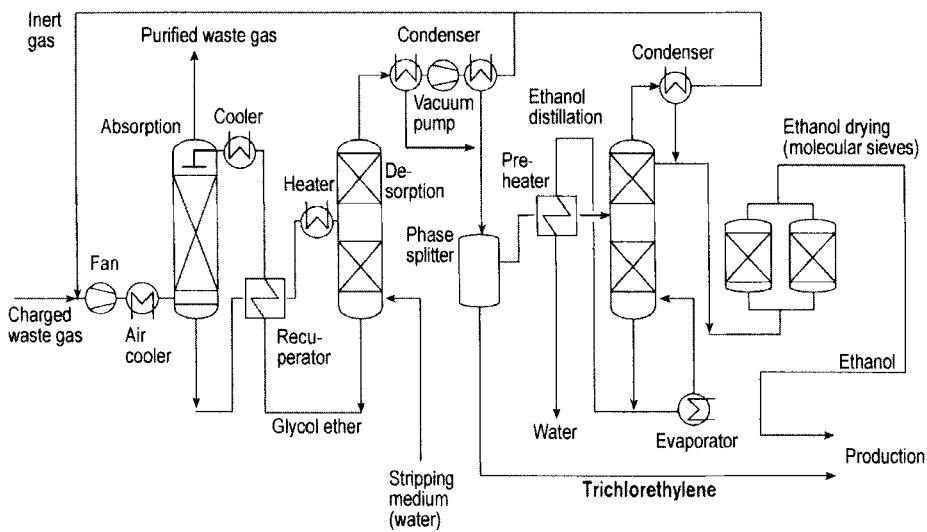 Inert
gas
Purified waste gas
Condenser
Condenser
Absorption
Cooler
Vacuum
pump
Ethanol
distillation
Ethanol drying
(molecular sieves)
Heater
De-
sorption
Pre-
heater
Phase
splitter
Fan
Charged
waste gas
Air
cooler
Recu-
perator
Glycol ether
Water
Evaporator
Ethanol
Production
Stripping
medium
(water)
Trichlorethylene